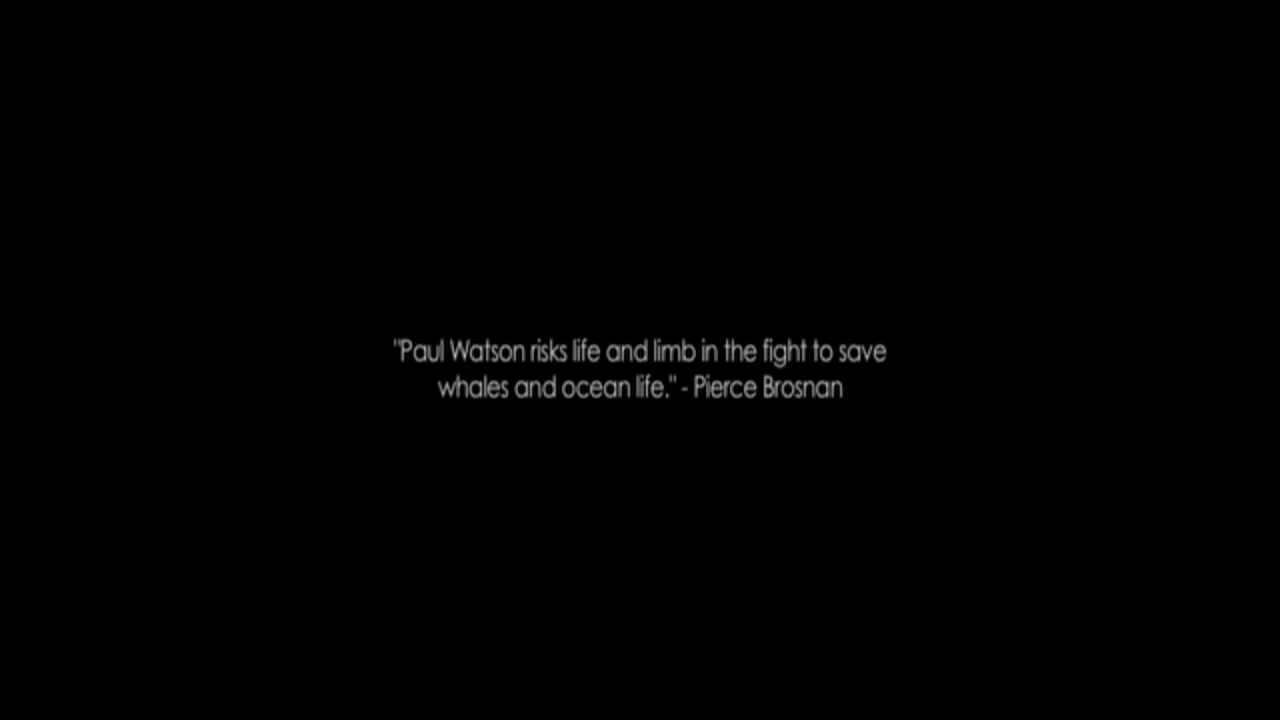 "Paul Watson risks life and limb in the fight to save
whales and ocean life." - Pierce Brosnan